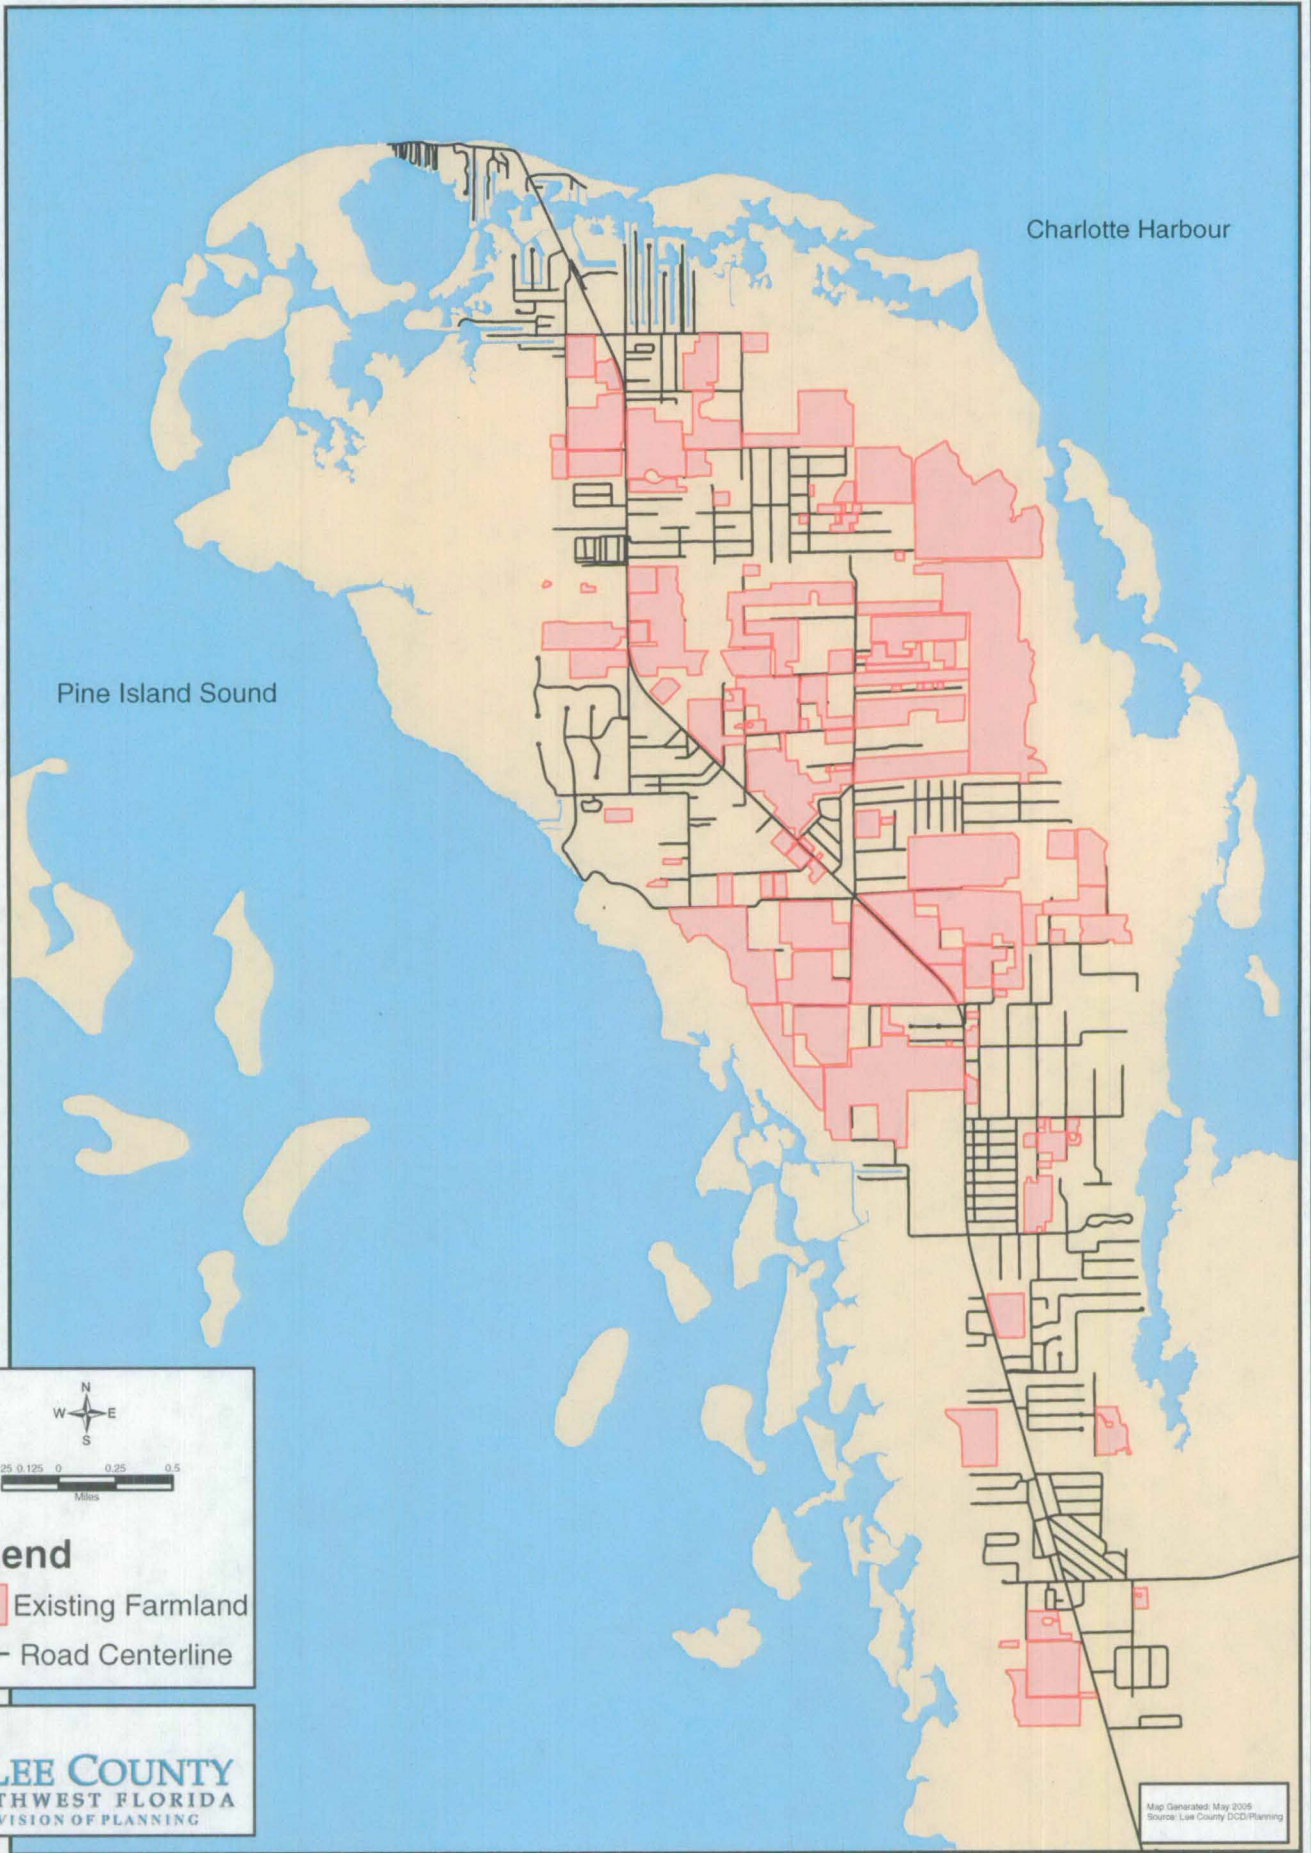 Charlotte Harbour
Pine Island Sound
N
W E
S
25 0.125 0 0.25 0.5
Miles
end
Existing Farmland
Road Centerline
LEE COUNTY
THWEST FLORIDA
VISION OF PLANNING
Map Generated: May 2005
Source: Lee County DCD/Planning